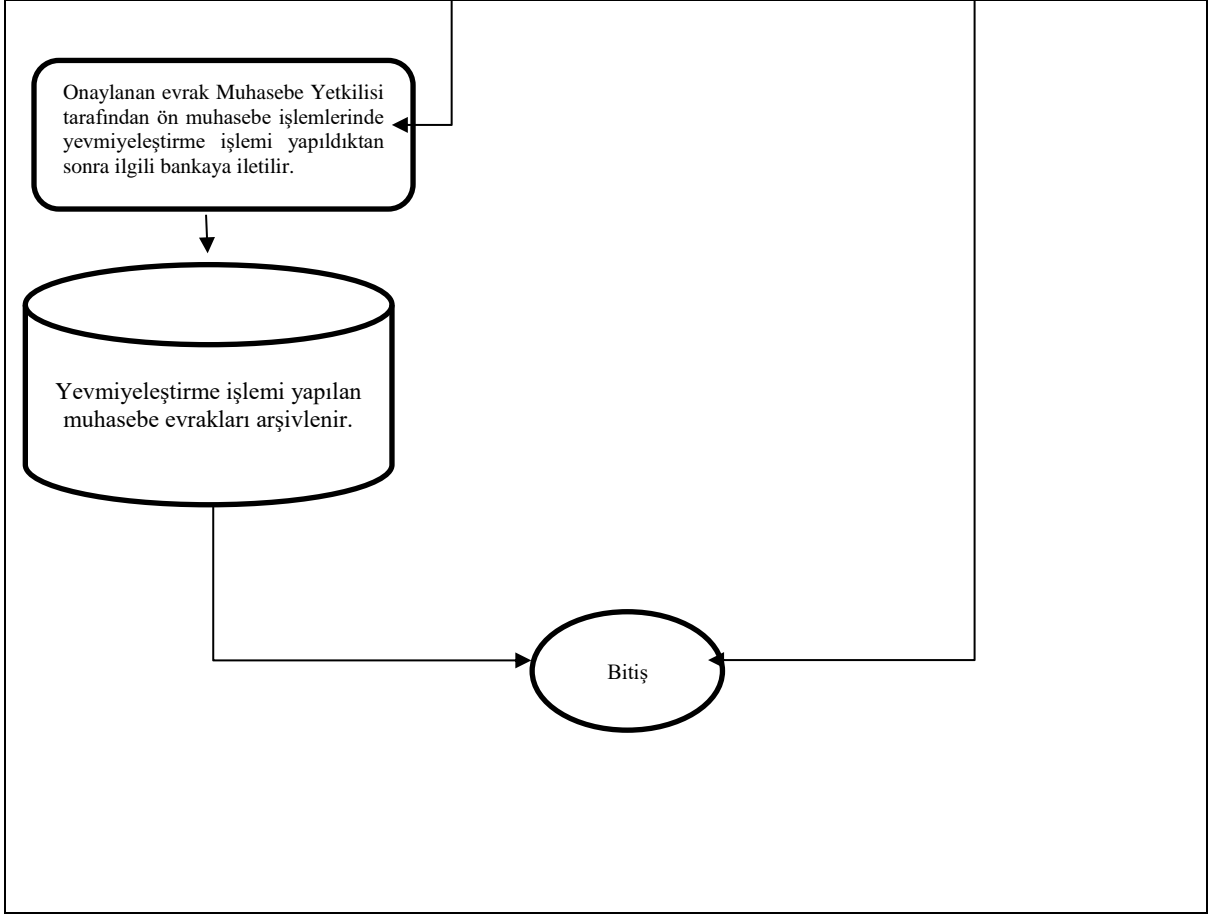 Onaylanan evrak Muhasebe Yetkilisi
tarafından ön muhasebe işlemlerinde
yevmiyeleştirme işlemi yapıldıktan
sonra ilgili bankaya iletilir.
Yevmiyeleştirme işlemi yapılan
muhasebe evrakları arşivlenir.
Bitiş